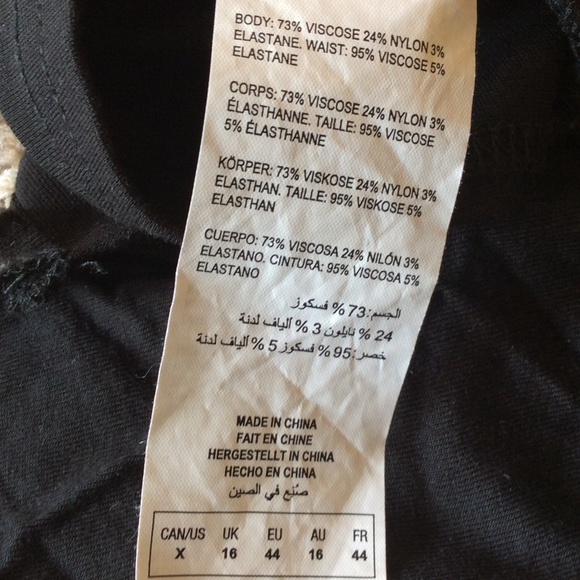 BODY: 73% VISCOSE 24% NYLON 3%
ELASTANE. WAIST: 95% VISCOSE 5%
ELASTANE
CORPS: 73% VISCOSE 24% NYLON 3%
ÉLASTHANNE. TAILLE: 95% VISCOSE
5% ÉLASTHANNE
KÖRPER: 73% VISKOSE 24% NYLON 3%
ELASTHAN. TAILLE: 95% VISKOSE 5%
ELASTHAN
CUERPO: 73% VISCOSA 24% NILÓN 3%
ELASTANO. CINTURA: 95% VISCOSA 5%
ELASTANO
الجسم: 73 % فسكوز
24 % نايلون 3 % ألياف لدنة
خصر: 95 % فسكوز 5 % ألياف لدنة
MADE IN CHINA
FAIT EN CHINE
HERGESTELLT IN CHINA
HECHO EN CHINA
صُنِع في الصين
CAN/US UK EU AU FR
X 16 44 16 44